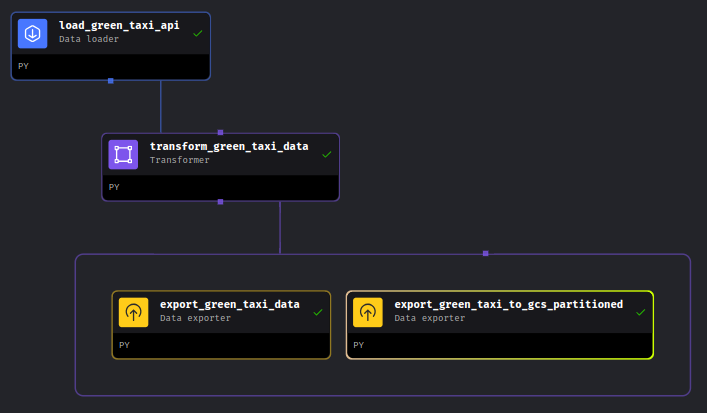 load_green_taxi_api
Data loader
PY
transform_green_taxi_data
Transformer
PY
export_green_taxi_data
Data exporter
PY
export_green_taxi_to_gcs_partitioned
Data exporter
PY